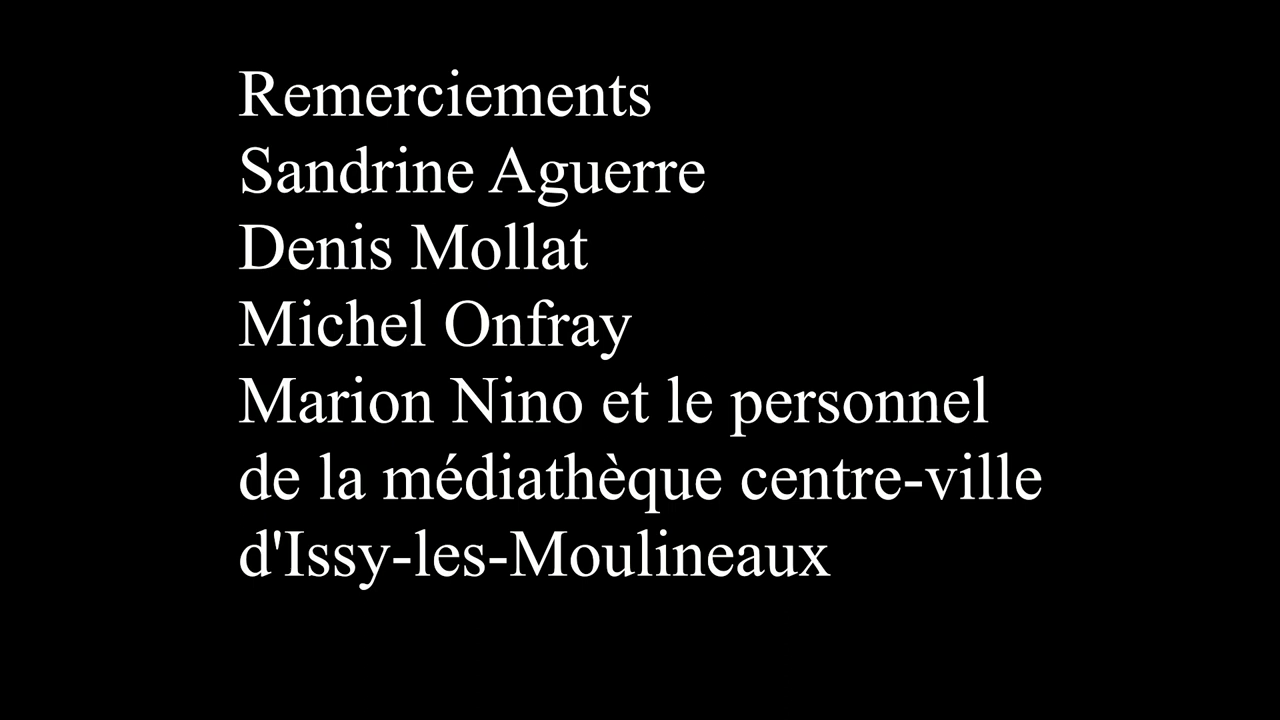 Remerciements
Sandrine Aguerre
Denis Mollat
Michel Onfray
Marion Nino et le personnel
de la médiathèque centre-ville
d'Issy-les-Moulineaux